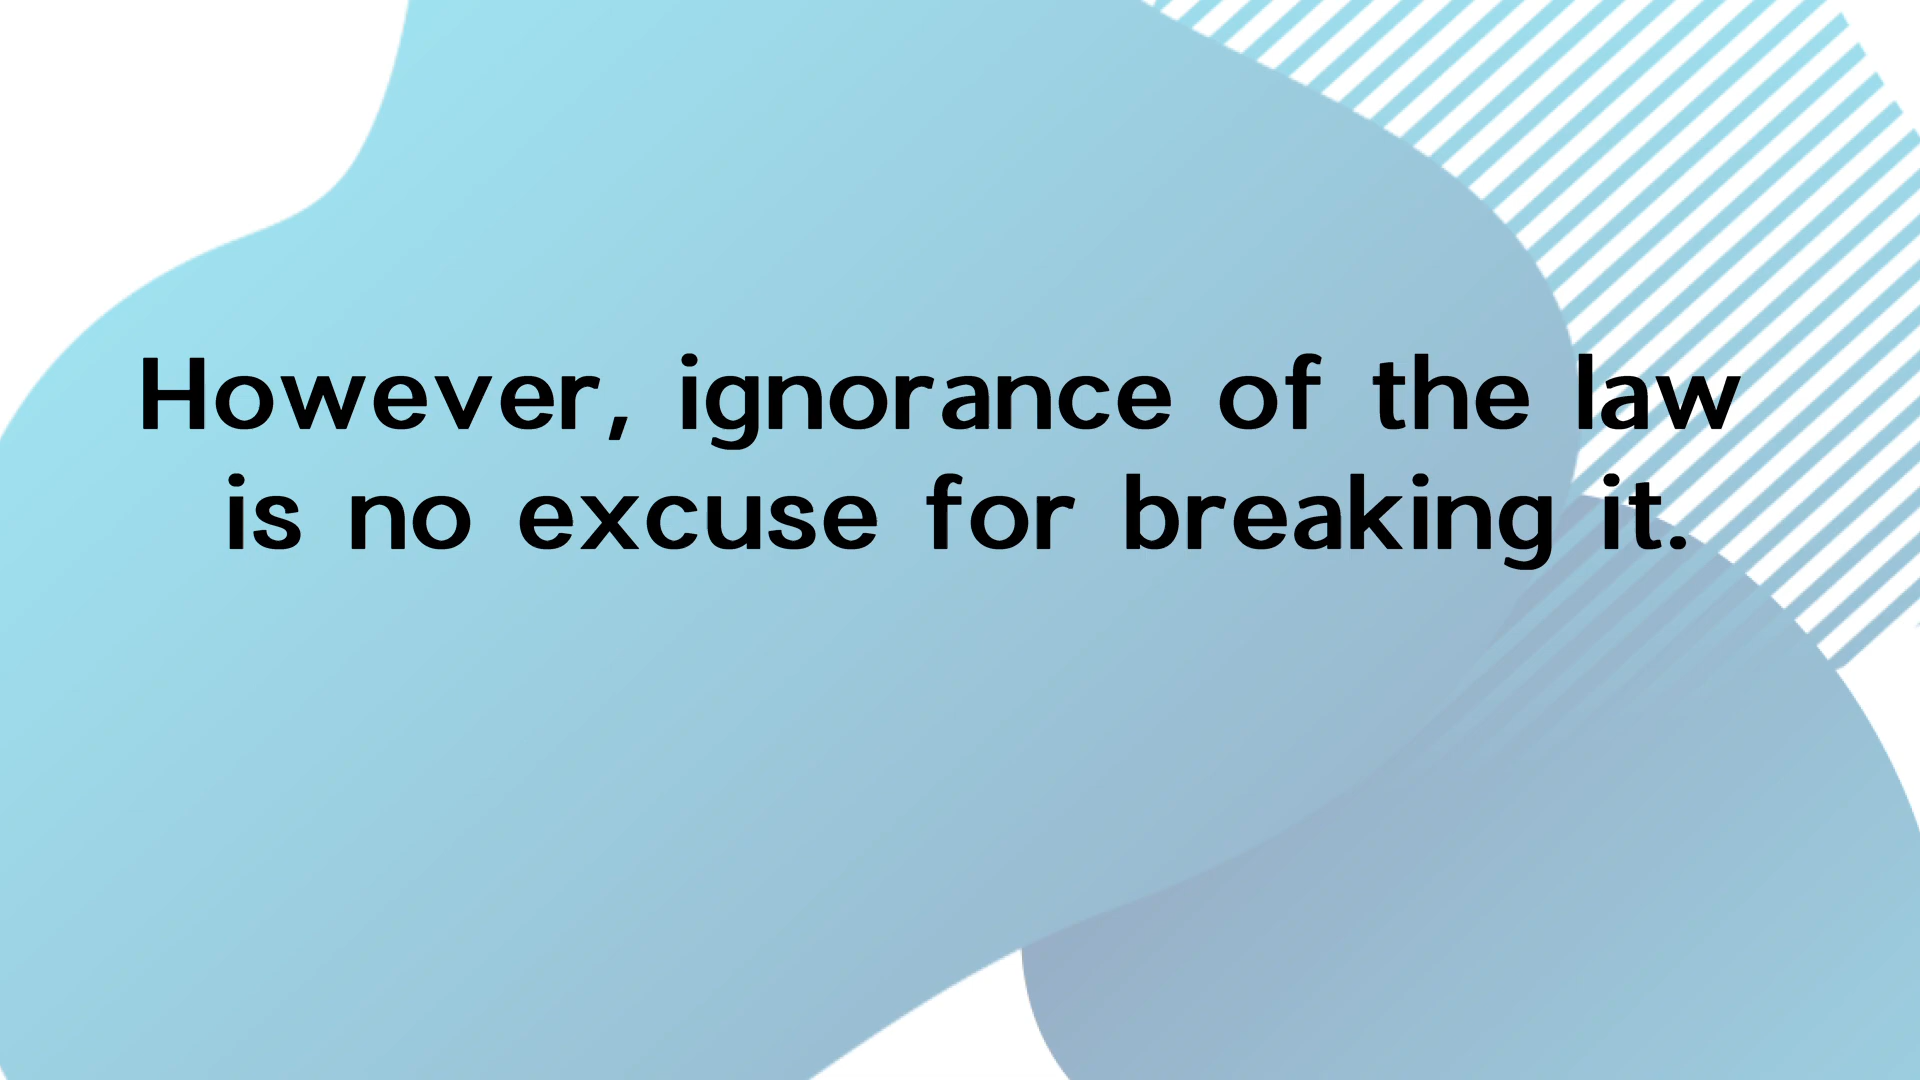 However, ignorance of the law
is no excuse for breaking it.